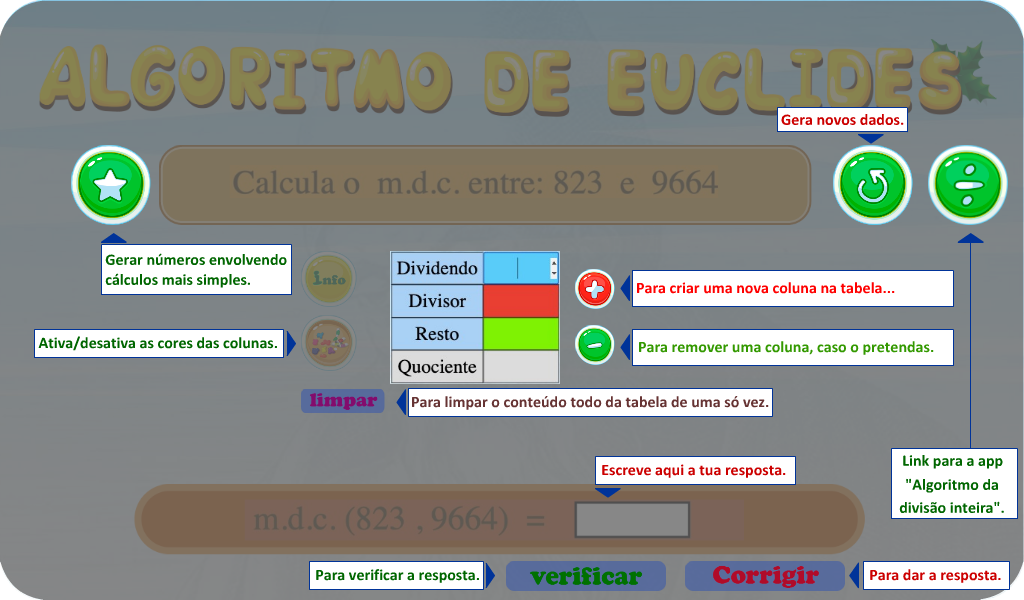 ALGORITMO DE EUCLIDES
Gera novos dados.
Calcula o m.d.c. entre: 823 e 9664
Gerar números envolvendo
cálculos mais simples.
Info
Dividendo
Divisor
Resto
Quociente
Para criar uma nova coluna na tabela...
Ativa/desativa as cores das colunas.
Para remover uma coluna, caso o pretendas.
limpar
Para limpar o conteúdo todo da tabela de uma só vez.
Link para a app
"Algoritmo da
divisão inteira".
Escreve aqui a tua resposta.
m.d.c. (823 , 9664) =
Para verificar a resposta.
verificar
Corrigir
Para dar a resposta.